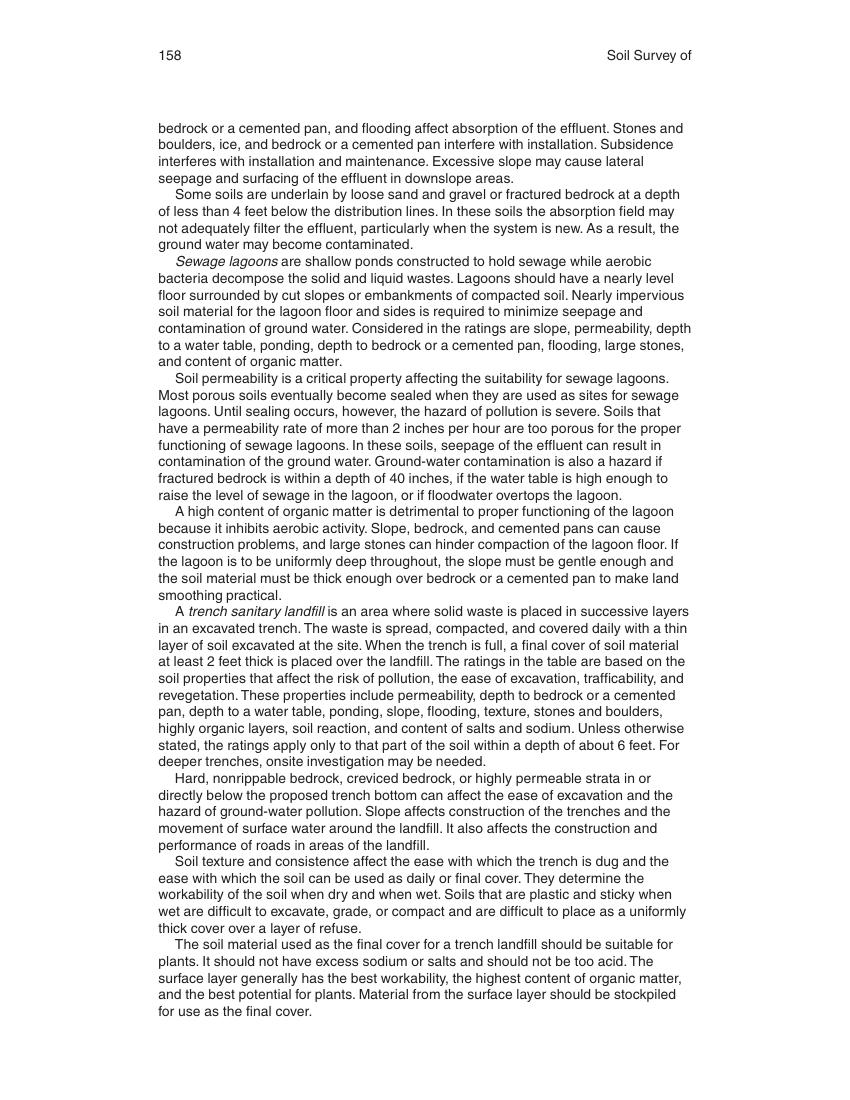 158
Soil Survey of
bedrock or a cemented pan, and flooding affect absorption of the effluent. Stones and
boulders, ice, and bedrock or a cemented pan interfere with installation. Subsidence
interferes with installation and maintenance. Excessive slope may cause lateral
seepage and surfacing of the effluent in downslope areas.
Some soils are underlain by loose sand and gravel or fractured bedrock at a depth
of less than 4 feet below the distribution lines. In these soils the absorption field may
not adequately filter the effluent, particularly when the system is new. As a result, the
ground water may become contaminated.
Sewage lagoons are shallow ponds constructed to hold sewage while aerobic
bacteria decompose the solid and liquid wastes. Lagoons should have a nearly level
floor surrounded by cut slopes or embankments of compacted soil. Nearly impervious
soil material for the lagoon floor and sides is required to minimize seepage and
contamination of ground water. Considered in the ratings are slope, permeability, depth
to a water table, ponding, depth to bedrock or a cemented pan, flooding, large stones,
and content of organic matter.
Soil permeability is a critical property affecting the suitability for sewage lagoons.
Most porous soils eventually become sealed when they are used as sites for sewage
lagoons. Until sealing occurs, however, the hazard of pollution is severe. Soils that
have a permeability rate of more than 2 inches per hour are too porous for the proper
functioning of sewage lagoons. In these soils, seepage of the effluent can result in
contamination of the ground water. Ground-water contamination is also a hazard if
fractured bedrock is within a depth of 40 inches, if the water table is high enough to
raise the level of sewage in the lagoon, or if floodwater overtops the lagoon.
A high content of organic matter is detrimental to proper functioning of the lagoon
because it inhibits aerobic activity. Slope, bedrock, and cemented pans can cause
construction problems, and large stones can hinder compaction of the lagoon floor. If
the lagoon is to be uniformly deep throughout, the slope must be gentle enough and
the soil material must be thick enough over bedrock or a cemented pan to make land
smoothing practical.
A trench sanitary landfill is an area where solid waste is placed in successive layers
in an excavated trench. The waste is spread, compacted, and covered daily with a thin
layer of soil excavated at the site. When the trench is full, a final cover of soil material
at least 2 feet thick is placed over the landfill. The ratings in the table are based on the
soil properties that affect the risk of pollution, the ease of excavation, trafficability, and
revegetation. These properties include permeability, depth to bedrock or a cemented
pan, depth to a water table, ponding, slope, flooding, texture, stones and boulders,
highly organic layers, soil reaction, and content of salts and sodium. Unless otherwise
stated, the ratings apply only to that part of the soil within a depth of about 6 feet. For
deeper trenches, onsite investigation may be needed.
Hard, nonrippable bedrock, creviced bedrock, or highly permeable strata in or
directly below the proposed trench bottom can affect the ease of excavation and the
hazard of ground-water pollution. Slope affects construction of the trenches and the
movement of surface water around the landfill. It also affects the construction and
performance of roads in areas of the landfill.
Soil texture and consistence affect the ease with which the trench is dug and the
ease with which the soil can be used as daily or final cover. They determine the
workability of the soil when dry and when wet. Soils that are plastic and sticky when
wet are difficult to excavate, grade, or compact and are difficult to place as a uniformly
thick cover over a layer of refuse.
The soil material used as the final cover for a trench landfill should be suitable for
plants. It should not have excess sodium or salts and should not be too acid. The
surface layer generally has the best workability, the highest content of organic matter,
and the best potential for plants. Material from the surface layer should be stockpiled
for use as the final cover.